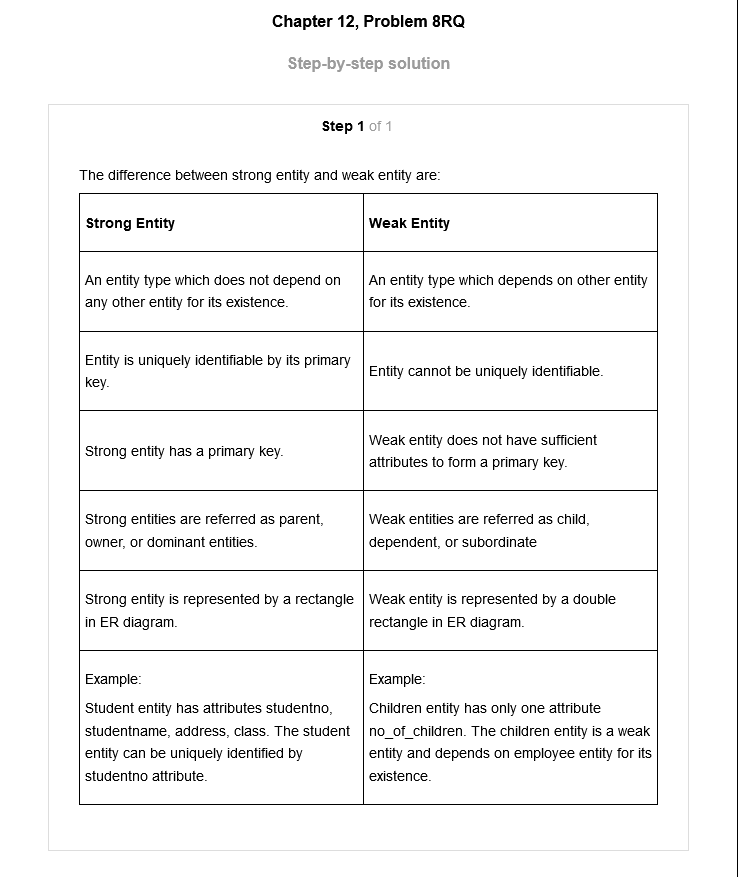 Chapter 12, Problem 8RQ
Step-by-step solution
Step 1 of 1
The difference between strong entity and weak entity are:
Strong Entity
Weak Entity
An entity type which does not depend on
any other entity for its existence.
An entity type which depends on other entity
for its existence.
Entity is uniquely identifiable by its primary
key.
Entity cannot be uniquely identifiable.
Strong entity has a primary key.
Weak entity does not have sufficient
attributes to form a primary key.
Strong entities are referred as parent,
owner, or dominant entities.
Weak entities are referred as child,
dependent, or subordinate
Strong entity is represented by a rectangle
in ER diagram.
Weak entity is represented by a double
rectangle in ER diagram.
Example:
Student entity has attributes studentno,
studentname, address, class. The student
entity can be uniquely identified by
studentno attribute.
Example:
Children entity has only one attribute
no_of_children. The children entity is a weak
entity and depends on employee entity for its
existence.